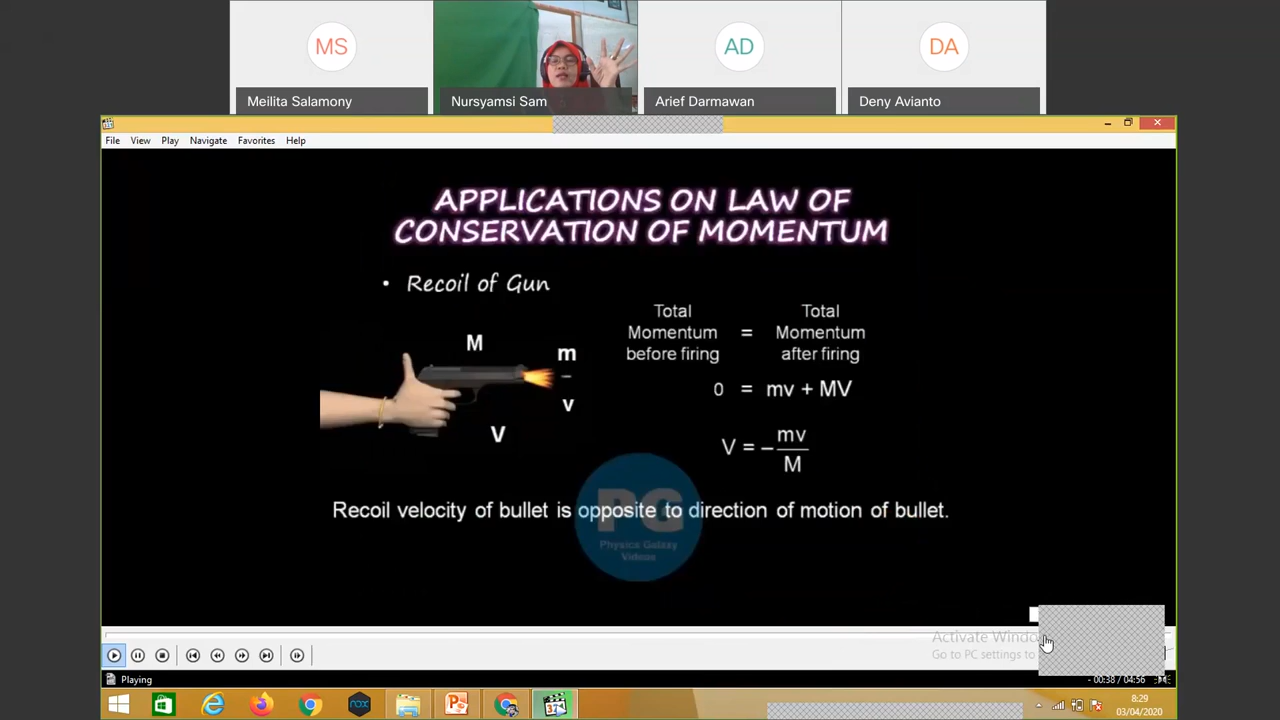 MS
AD
DA
Meilita Salamony
Nursyamsi Sam
Arief Darmawan
Deny Avianto
File View Play Navigate Favorites Help
APPLICATIONS ON LAW OF
CONSERVATION OF MOMENTUM
• Recoil of Gun
M
m
v
V
Total Momentum before firing = Total Momentum after firing
0 = mv + MV
V = – mv / M
Recoil velocity of bullet is opposite to direction of motion of bullet.
PG
Physics Galaxy
Videos
Activate Windo
Go to PC settings to
Playing
- 00:38 / 04:56
nox
321
8:29
03/04/2020